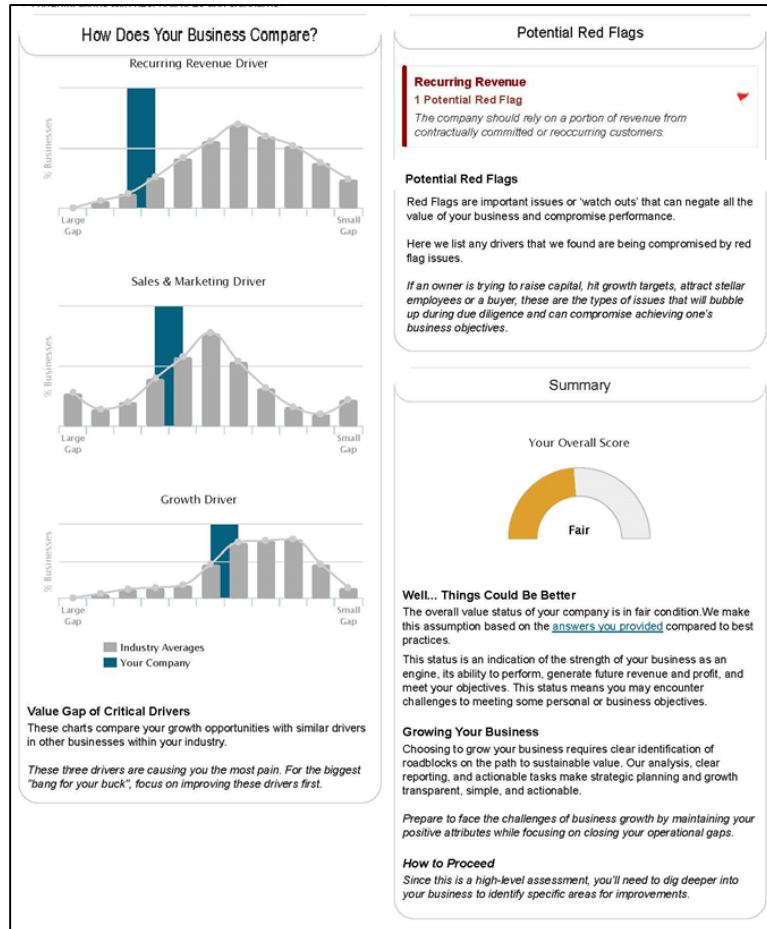 How Does Your Business Compare?
Recurring Revenue Driver
% Businesses
Large
Gap
Small
Gap
Sales & Marketing Driver
% Businesses
Large
Gap
Small
Gap
Growth Driver
% Businesses
Large
Gap
Small
Gap
Industry Averages
Your Company
Value Gap of Critical Drivers
These charts compare your growth opportunities with similar drivers
in other businesses within your industry.
These three drivers are causing you the most pain. For the biggest
"bang for your buck", focus on improving these drivers first.
Potential Red Flags
Recurring Revenue
1 Potential Red Flag
The company should rely on a portion of revenue from
contractually committed or reoccurring customers.
Potential Red Flags
Red Flags are important issues or ‘watch outs’ that can negate all the
value of your business and compromise performance.
Here we list any drivers that we found are being compromised by red
flag issues.
If an owner is trying to raise capital, hit growth targets, attract stellar
employees or a buyer, these are the types of issues that will bubble
up during due diligence and can compromise achieving one's
business objectives.
Summary
Your Overall Score
Fair
Well... Things Could Be Better
The overall value status of your company is in fair condition.We make
this assumption based on the answers you provided compared to best
practices.
This status is an indication of the strength of your business as an
engine, its ability to perform, generate future revenue and profit, and
meet your objectives. This status means you may encounter
challenges to meeting some personal or business objectives.
Growing Your Business
Choosing to grow your business requires clear identification of
roadblocks on the path to sustainable value. Our analysis, clear
reporting, and actionable tasks make strategic planning and growth
transparent, simple, and actionable.
Prepare to face the challenges of business growth by maintaining your
positive attributes while focusing on closing your operational gaps.
How to Proceed
Since this is a high-level assessment, you'll need to dig deeper into
your business to identify specific areas for improvements.